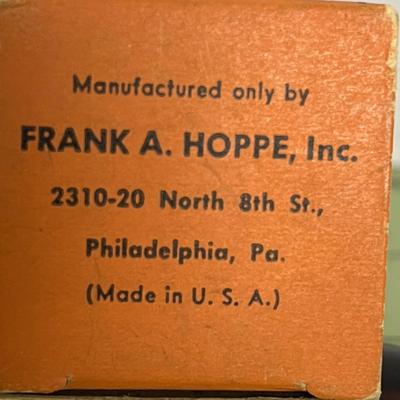 Manufactured only by
FRANK A. HOPPE, Inc.
2310-20 North 8th St.,
Philadelphia, Pa.
(Made in U. S. A.)